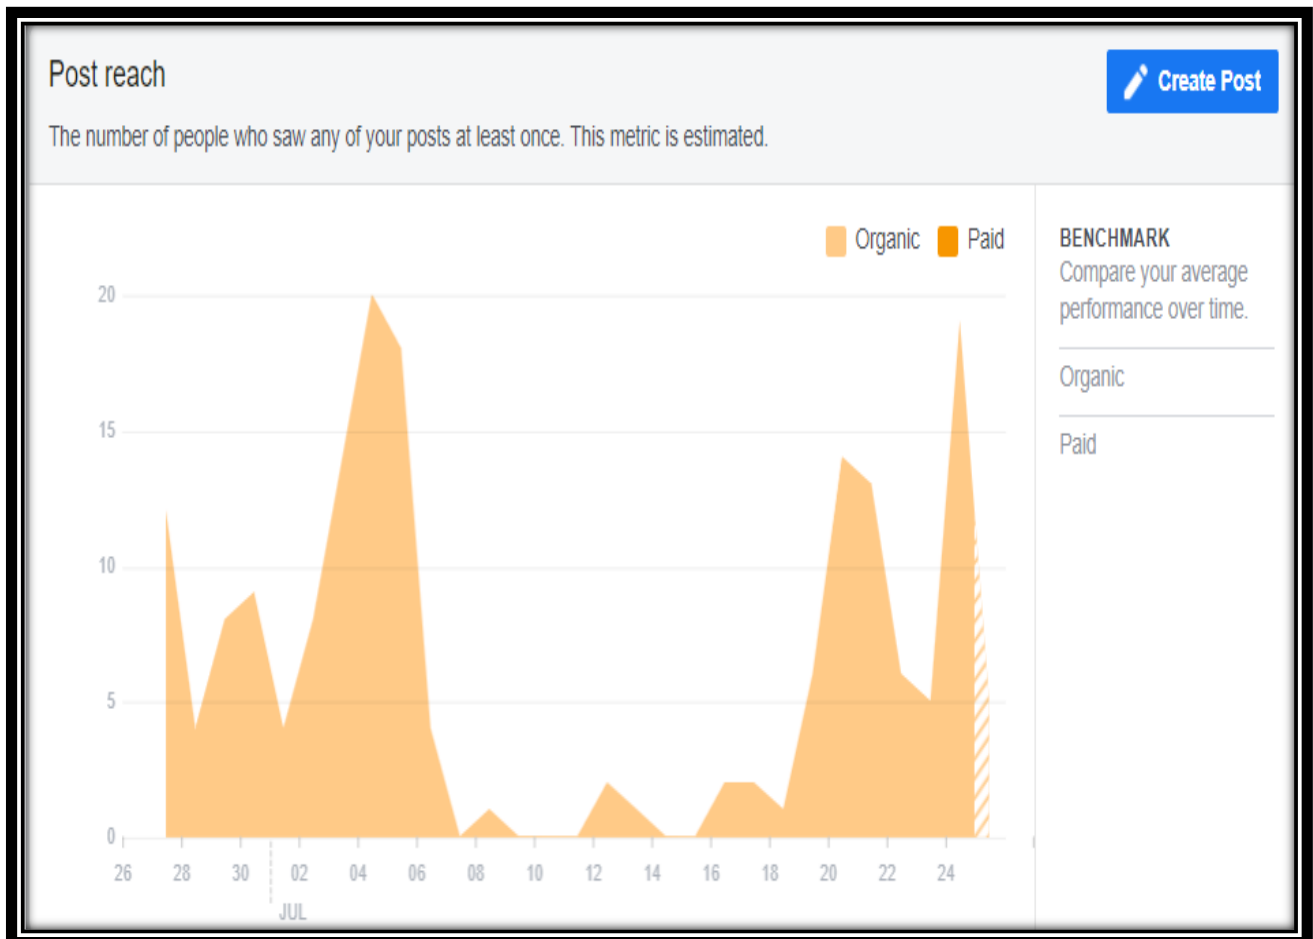 Post reach
Create Post
The number of people who saw any of your posts at least once. This metric is estimated.
Organic Paid
BENCHMARK
Compare your average
performance over time.
Organic
Paid
20
15
10
5
0
26 28 30 02 04 06 08 10 12 14 16 18 20 22 24
JUL